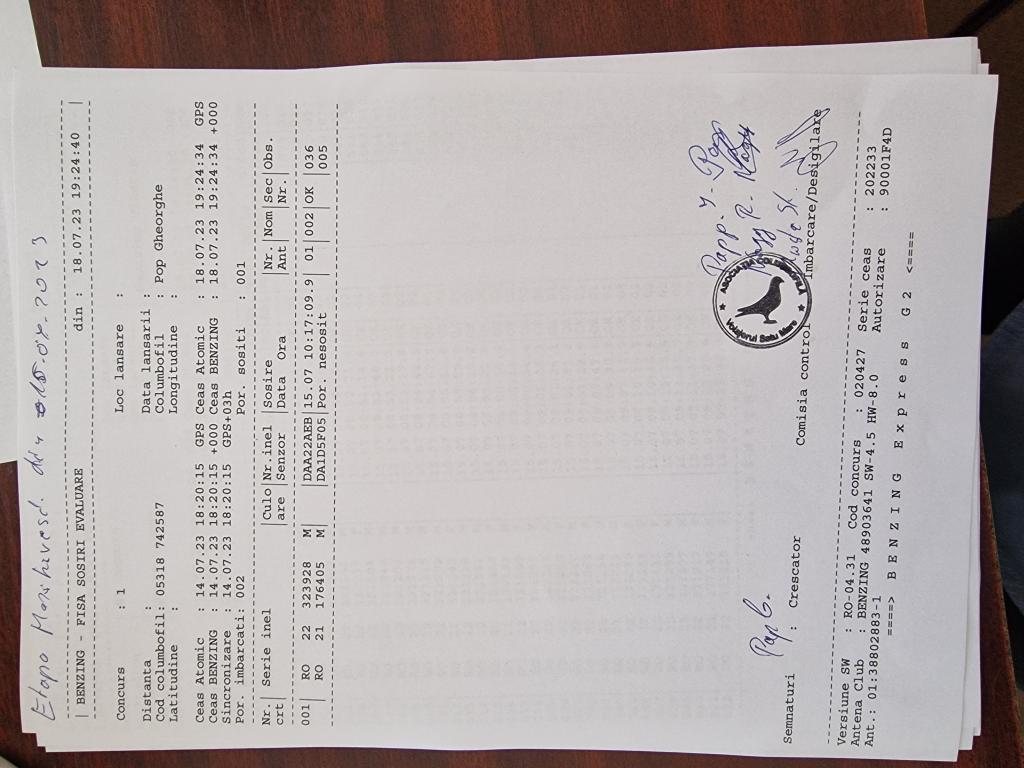 Etapo
| BENZING - FISA SOSIRI EVALUARE din : 18.07.23 19:24:40 |
Concurs : 1 Loc lansare :
Distanta : Data lansarii :
Cod columbofil: 05318 742587 Columbofil : Pop Gheorghe
Latitudine : Longitudine :
Ceas Atomic : 14.07.23 18:20:15 GPS Ceas Atomic : 18.07.23 19:24:34 GPS
Ceas BENZING : 14.07.23 18:20:15 +000 Ceas BENZING : 18.07.23 19:24:34 +000
Sincronizare : 14.07.23 18:20:15 GPS+03h
Por. imbarcati: 002 Por. sositi : 001
Nr.| Serie inel |Culo|Nr.inel |Sosire |Nr.|Nom|Sec|Obs.
crt| |are |Senzor |Data Ora |Ant| |Nr.|
001| RO 22 323928 M| |DAA22AEB|15.07 10:17:09.9| 01|002|OK |036
| RO 21 176405 M| |DA1D5F05|Por. nesosit | | | |005
Pap G. Papp. Y. Papp
R.
ASOCIATIA COLUMBOFILA
Voiajorul Satu Mare
Semnaturi : Crescator Comisia control Imbarcare/Desigilare
Versiune SW : RO-04.31 Cod concurs : 020427 Serie ceas : 202233
Antena Club : BENZING 48903641 SW-4.5 HW-8.0 Autorizare : 90001F4D
Ant.: 01:38802883-1
====> B E N Z I N G E x p r e s s G 2 <====